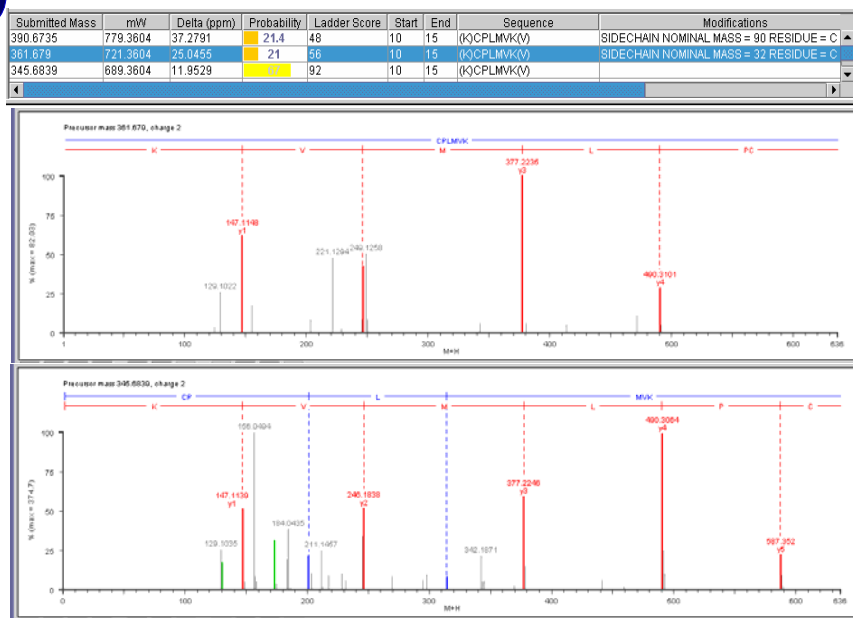 Submitted Mass mW Delta (ppm) Probability Ladder Score Start End Sequence Modifications
390.6735 779.3604 37.2791 21.4 48 10 15 (K)CPLMVK(V) SIDECHAIN NOMINAL MASS = 90 RESIDUE = C
361.679 721.3604 25.0455 21 56 10 15 (K)CPLMVK(V) SIDECHAIN NOMINAL MASS = 32 RESIDUE = C
345.6839 689.3604 11.9529 67 92 10 15 (K)CPLMVK(V)
Precursor mass 361.679, charge 2
CPLMVK
K V M L PC
377.2236
y3
100
147.1148
y1
75
221.1294 249.1258
50
129.1022
490.3101
y4
25
0
% (max = 82.03)
1 100 200 300 400 500 600 636
M+H
Precursor mass 345.6839, charge 2
CP L MVK
K V M L P C
156.0494
490.3064
y4
100
147.1139
y1
246.1838
y2
377.2246
y3
75
50
129.1035
184.0435
211.1467
342.1871
587.352
y5
25
0
% (max = 374.7)
0 100 200 300 400 500 600 636
M+H